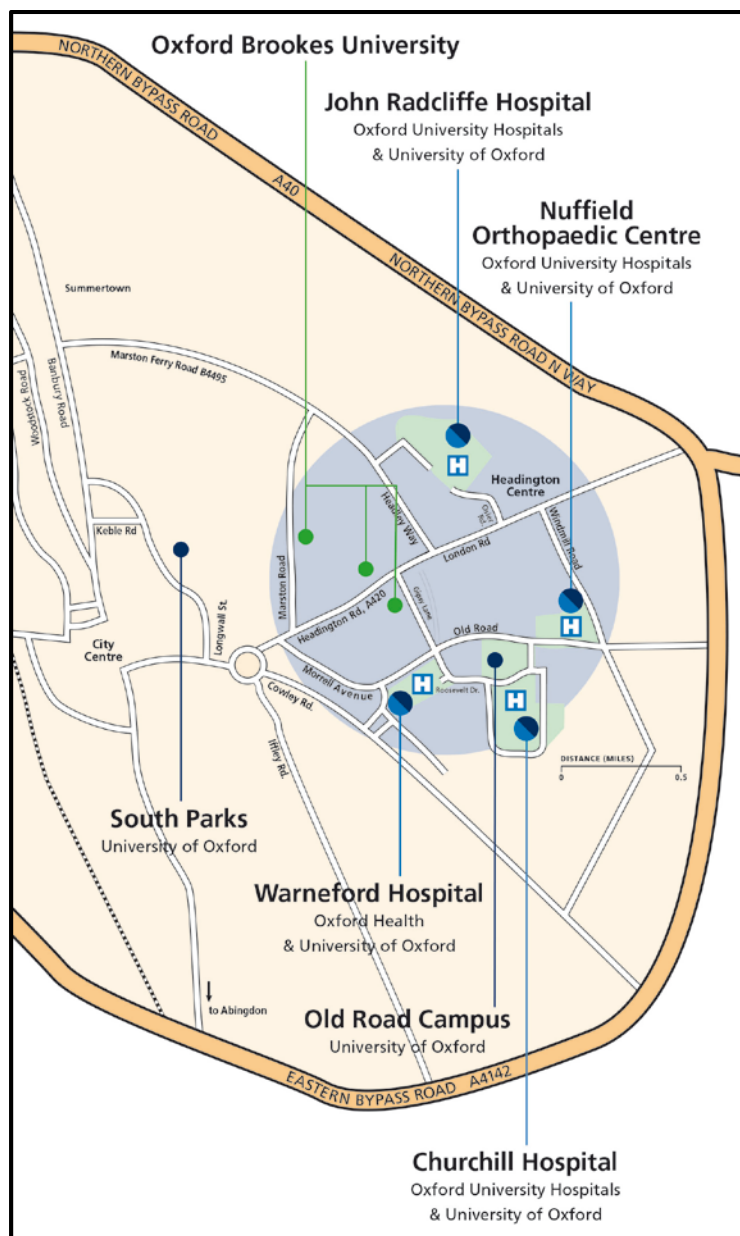 Oxford Brookes University
NORTHERN BYPASS ROAD
John Radcliffe Hospital
Oxford University Hospitals
& University of Oxford
A40
Nuffield
Orthopaedic Centre
Oxford University Hospitals
& University of Oxford
NORTHERN BYPASS ROAD N WAY
Summertown
Marston Ferry Road B4495
Woodstock Road
Banbury Road
H
Headington
Centre
Osler
Rd.
Headley Way
Windmill Road
Keble Rd
London Rd
Marston Road
Gipsy Lane
Headington Rd, A420
Longwall St.
H
Old Road
City
Centre
Morrell Avenue
H
Roosevelt Dr.
H
Cowley Rd.
Iffley Rd.
DISTANCE (MILES)
0
0.5
South Parks
University of Oxford
Warneford Hospital
Oxford Health
& University of Oxford
to Abingdon
Old Road Campus
University of Oxford
EASTERN BYPASS ROAD A4142
Churchill Hospital
Oxford University Hospitals
& University of Oxford